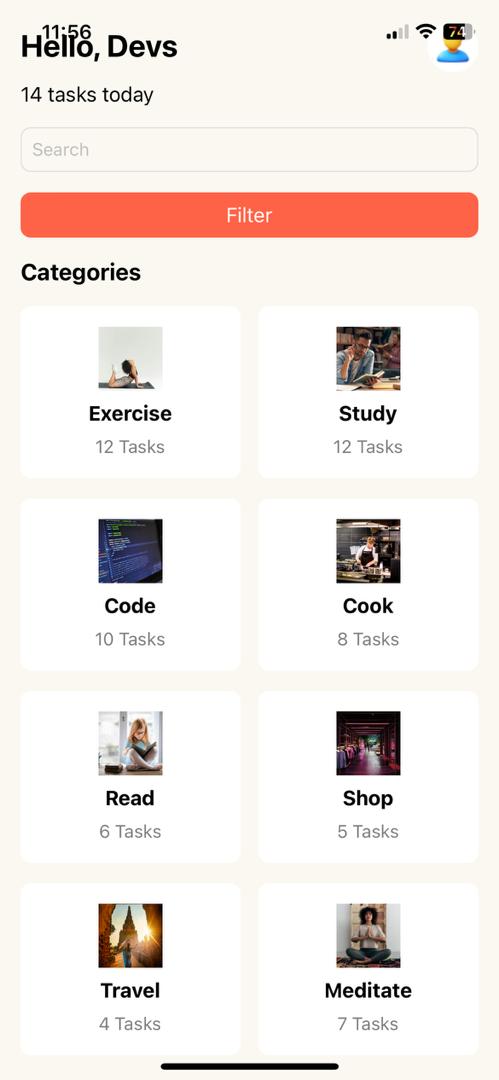 11:56
74
Hello, Devs
14 tasks today
Search
Filter
Categories
Exercise
12 Tasks
Study
12 Tasks
Code
10 Tasks
Cook
8 Tasks
Read
6 Tasks
Shop
5 Tasks
Travel
4 Tasks
Meditate
7 Tasks